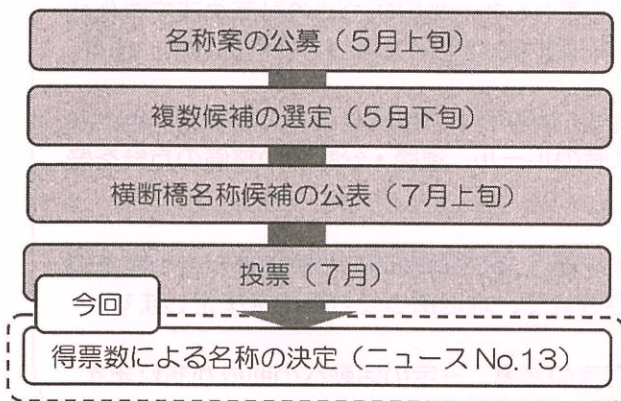 名称案の公募（５月上旬）
複数候補の選定（５月下旬）
横断橋名称候補の公表（７月上旬）
投票（７月）
今回
得票数による名称の決定（ニュース No.13）